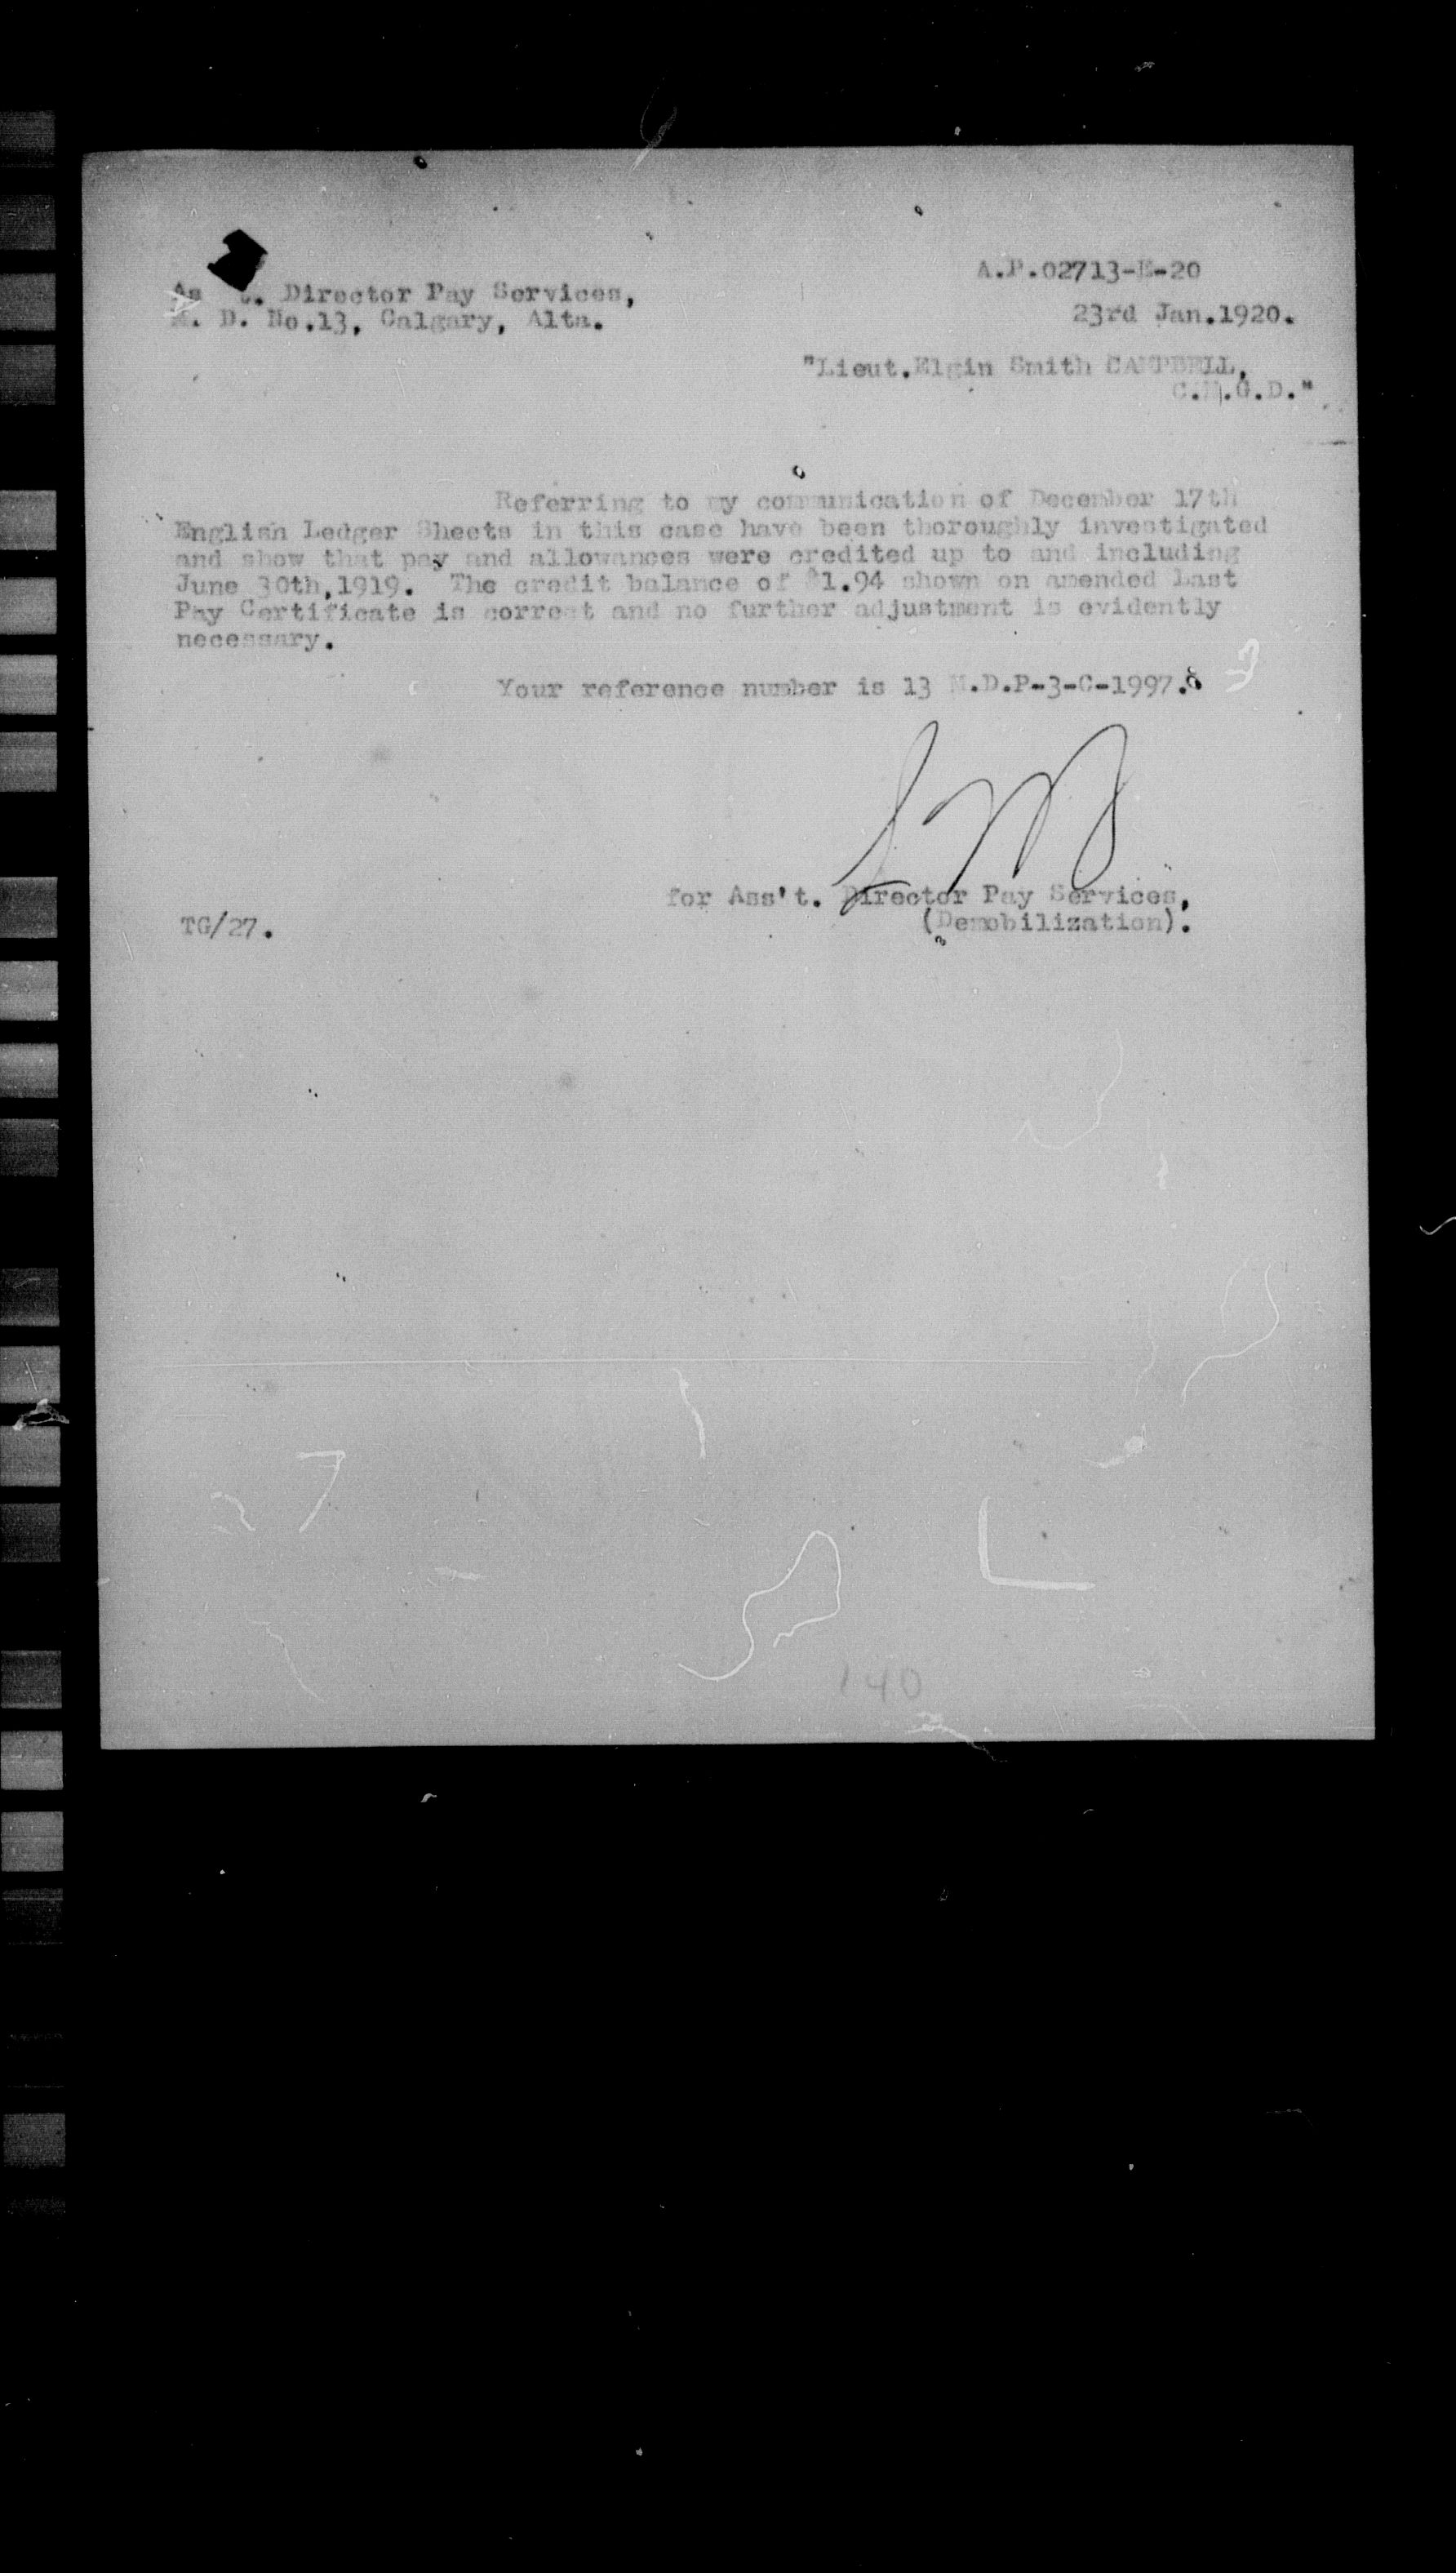 A.P.02713-E-20
t. Director Pay Services,
M. D. No.13, Calgary, Alta.
23rd Jan.1920.
"Lieut.Elgin Smith CAMPBELL,
C.M.G.D."
Referring to my communication of December 17th
English Ledger Sheets in this case have been thoroughly investigated
and show that pay and allowances were credited up to and including
June 30th,1919. The credit balance of $1.94 shown on amended Last
Pay Certificate is correct and no further adjustment is evidently
necessary.
Your reference number is 13 M.D.P-3-C-1997.
for Ass't. Director Pay Services,
(Demobilization).
TG/27.
140